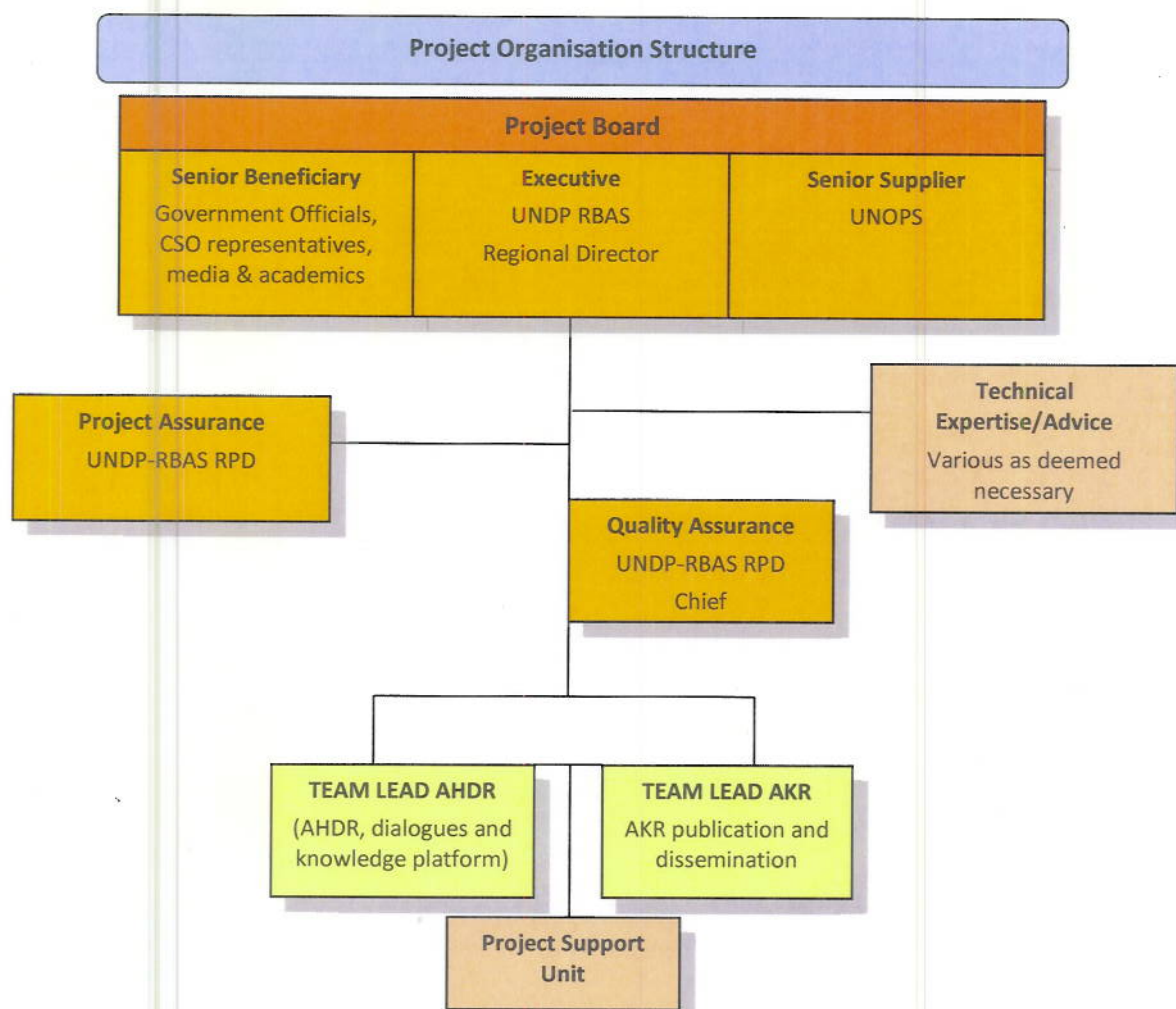 Project Organisation Structure
Project Board
Senior Beneficiary
Government Officials,
CSO representatives,
media & academics
Executive
UNDP RBAS
Regional Director
Senior Supplier
UNOPS
Project Assurance
UNDP-RBAS RPD
Technical
Expertise/Advice
Various as deemed
necessary
Quality Assurance
UNDP-RBAS RPD
Chief
TEAM LEAD AHDR
(AHDR, dialogues and
knowledge platform)
TEAM LEAD AKR
AKR publication and
dissemination
Project Support
Unit